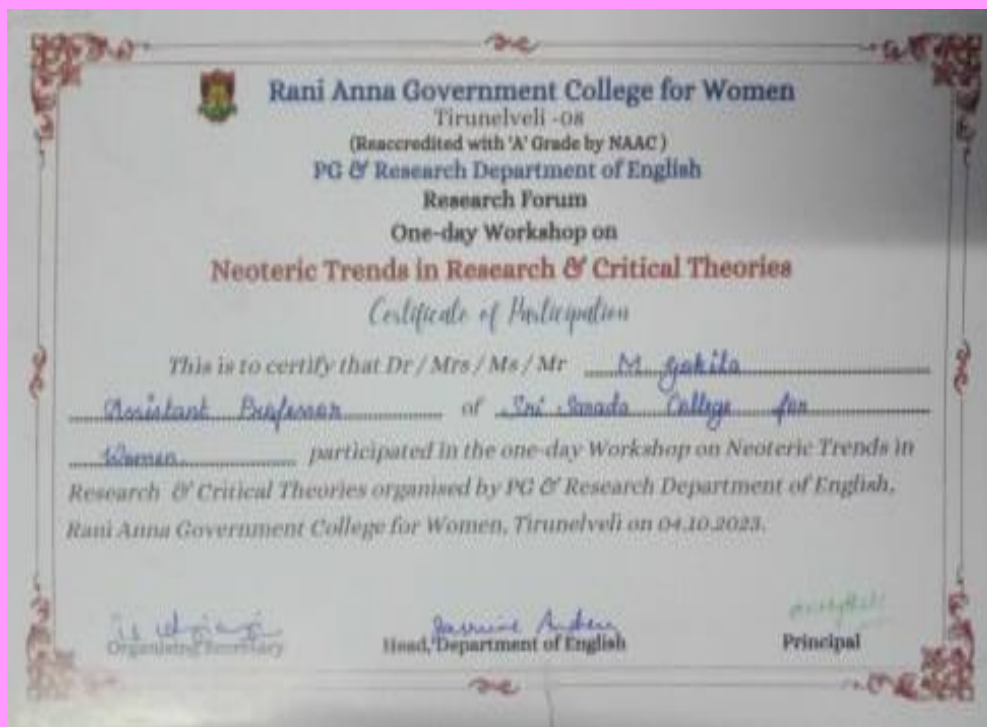 Rani Anna Government College for Women
Tirunelveli -08
(Reaccredited with 'A' Grade by NAAC)
PG & Research Department of English
Research Forum
One-day Workshop on
Neoteric Trends in Research & Critical Theories
Certificate of Participation
This is to certify that Dr / Mrs / Ms / Mr M. Gokila
Assistant Professor of Sri Sarada College for
Women participated in the one-day Workshop on Neoteric Trends in
Research & Critical Theories organised by PG & Research Department of English,
Rani Anna Government College for Women, Tirunelveli on 04.10.2023.
Organising Secretary
Head, Department of English
Principal